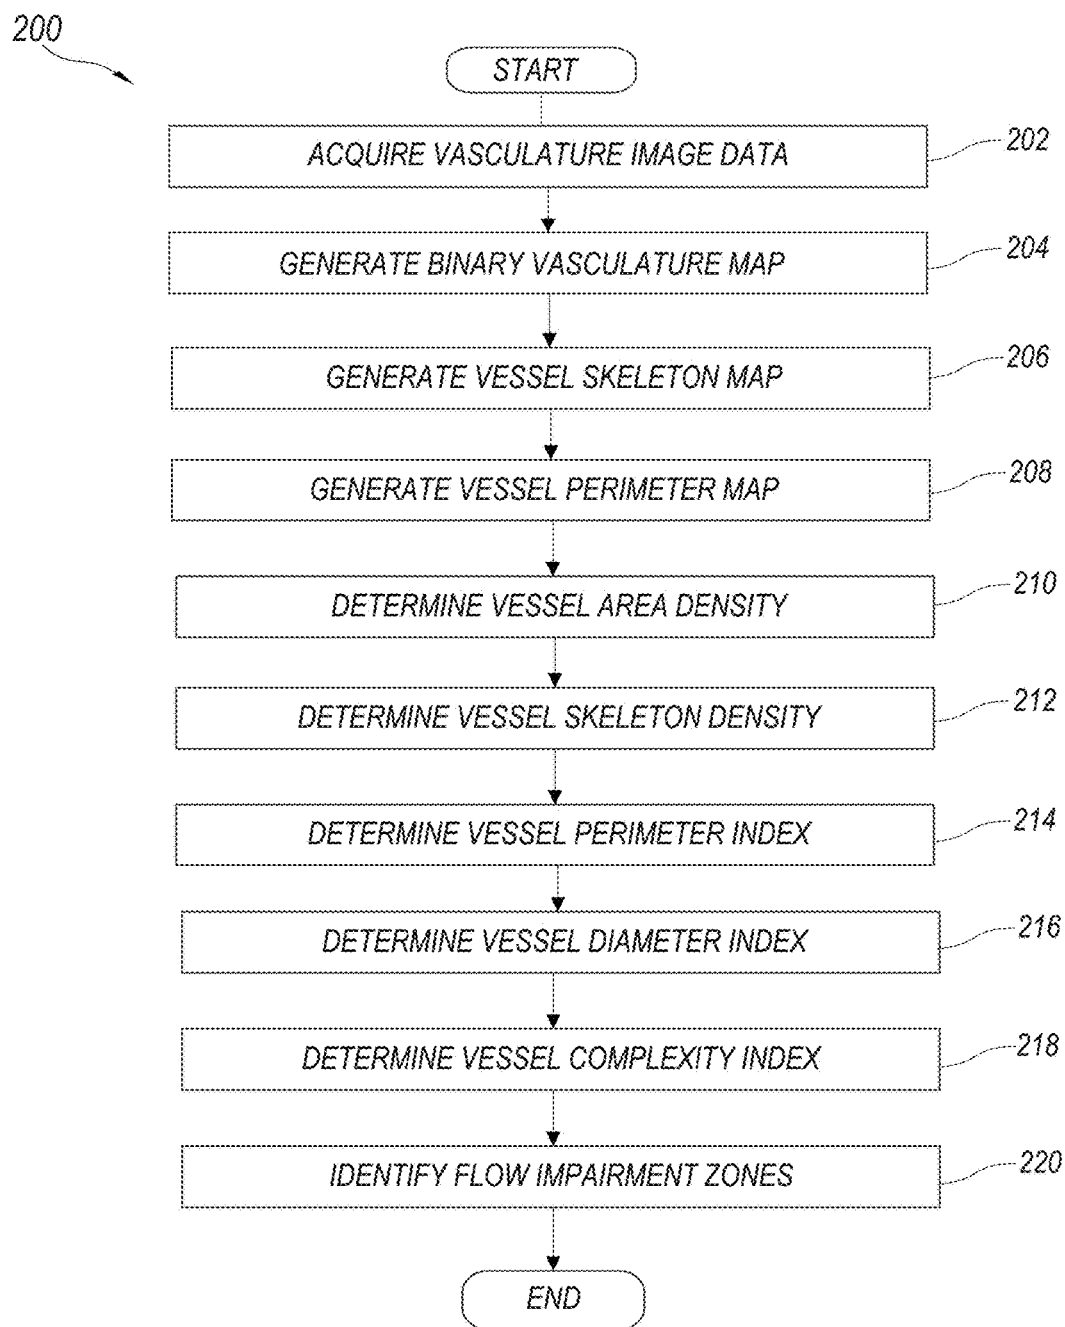 200
START
ACQUIRE VASCULATURE IMAGE DATA
202
GENERATE BINARY VASCULATURE MAP
204
GENERATE VESSEL SKELETON MAP
206
GENERATE VESSEL PERIMETER MAP
208
DETERMINE VESSEL AREA DENSITY
210
DETERMINE VESSEL SKELETON DENSITY
212
DETERMINE VESSEL PERIMETER INDEX
214
DETERMINE VESSEL DIAMETER INDEX
216
DETERMINE VESSEL COMPLEXITY INDEX
218
IDENTIFY FLOW IMPAIRMENT ZONES
220
END